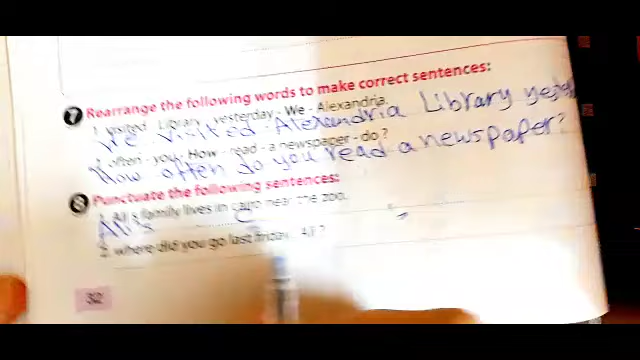 7 Rearrange the following words to make correct sentences:
1. visited - Library - yesterday - We - Alexandria.
We visited Alexandria Library
2. often - you - How - read - a newspaper - do ?
How often do you read a newspaper?
8 Punctuate the following sentences:
1. family lives in cairo near the zoo.
Ali's C
2. where did you go last friday
32